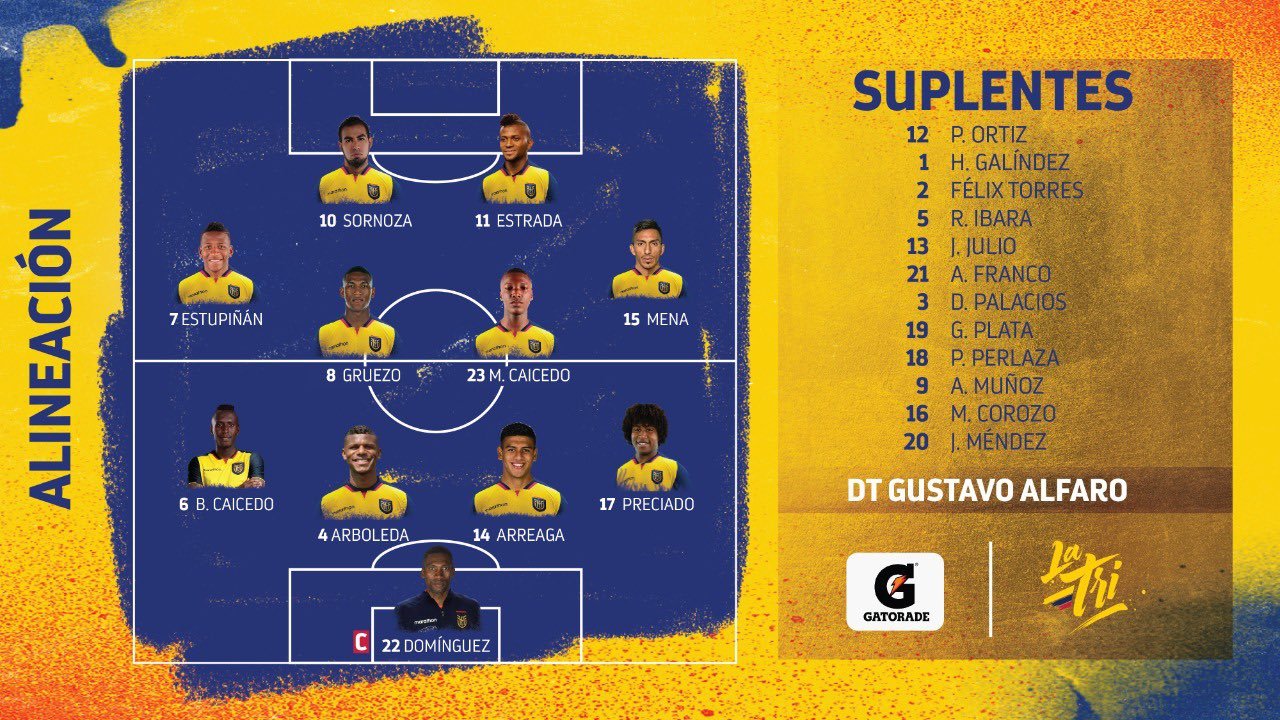 ALINEACIÓN
10 SORNOZA
11 ESTRADA
7 ESTUPIÑÁN
15 MENA
8 GRUEZO
23 M. CAICEDO
6 B. CAICEDO
17 PRECIADO
4 ARBOLEDA
14 ARREAGA
C 22 DOMÍNGUEZ
SUPLENTES
12 P. ORTIZ
1 H. GALÍNDEZ
2 FÉLIX TORRES
5 R. IBARA
13 J. JULIO
21 A. FRANCO
3 D. PALACIOS
19 G. PLATA
18 P. PERLAZA
9 A. MUÑOZ
16 M. COROZO
20 J. MÉNDEZ
DT GUSTAVO ALFARO
G
GATORADE
La
Tri